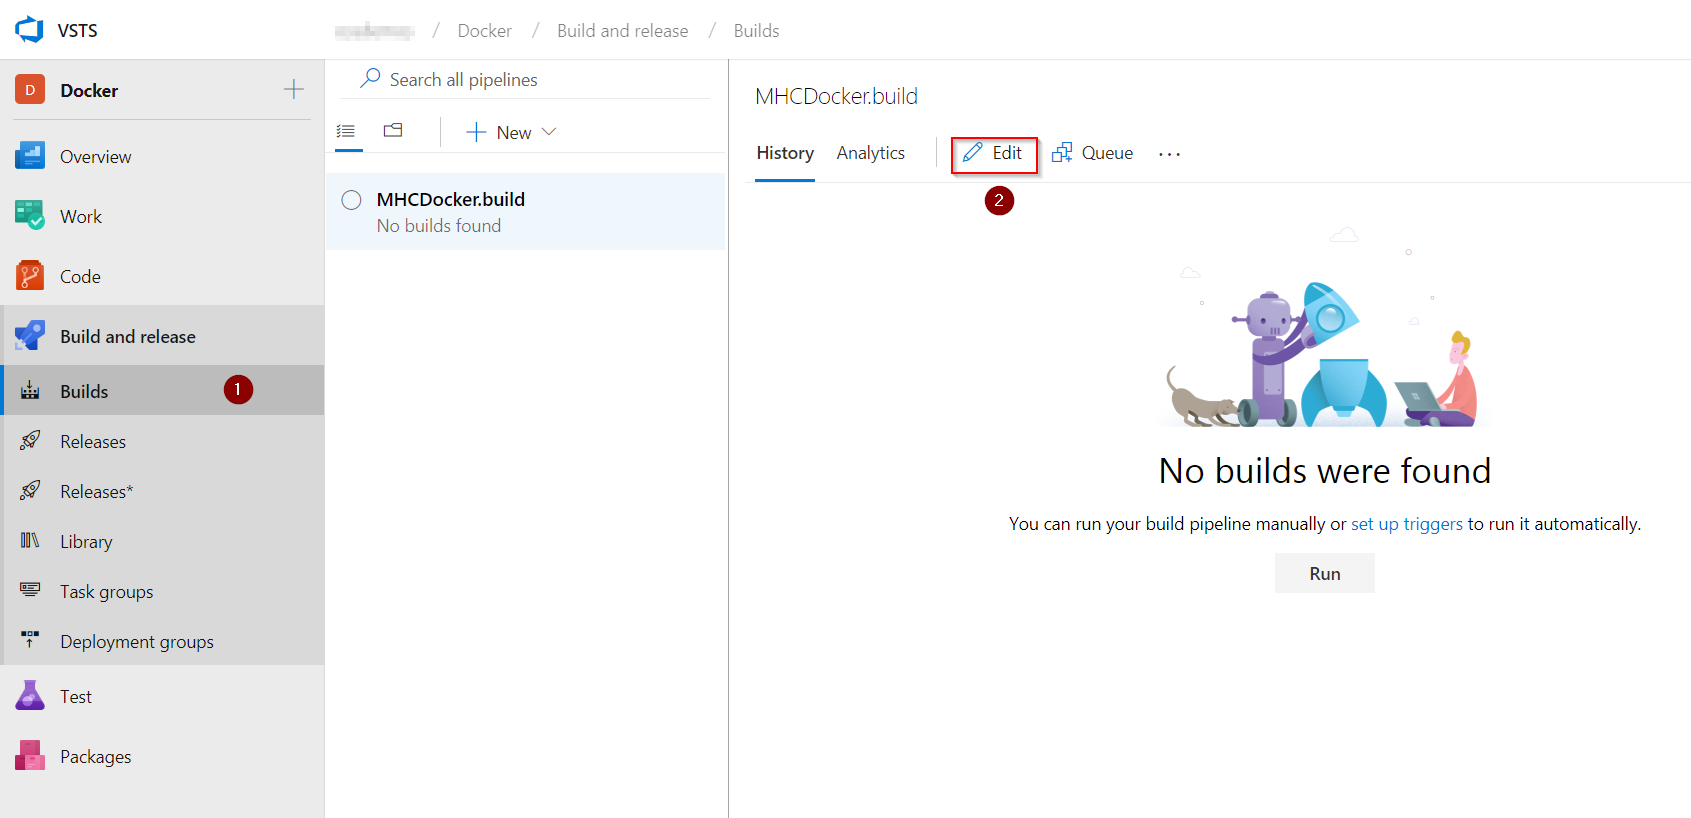 VSTS
/ Docker / Build and release / Builds
D Docker
Overview
Work
Code
Build and release
Builds 1
Releases
Releases*
Library
Task groups
Deployment groups
Test
Packages
Search all pipelines
New
MHCDocker.build
No builds found
MHCDocker.build
History Analytics Edit Queue ...
2
No builds were found
You can run your build pipeline manually or set up triggers to run it automatically.
Run